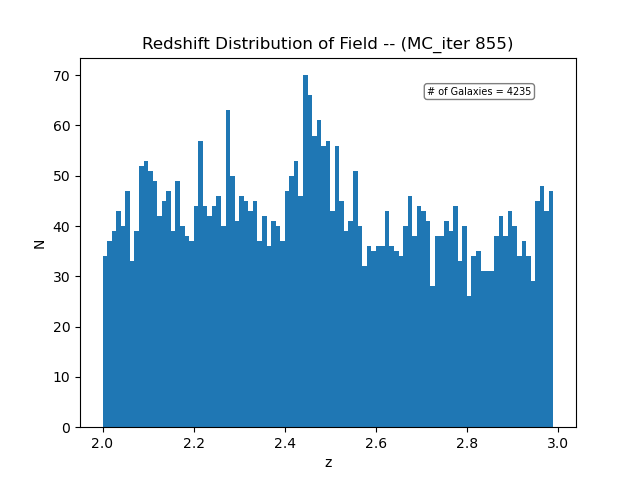 Redshift Distribution of Field -- (MC_iter 855)
# of Galaxies = 4235
70
60
50
40
30
20
10
0
N
2.0 2.2 2.4 2.6 2.8 3.0
z